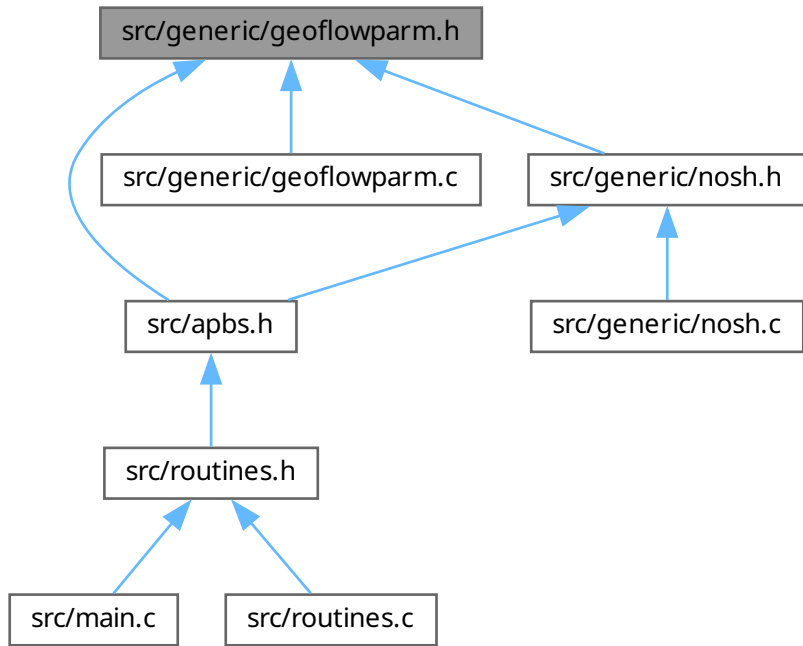 src/generic/geoflowparm.h
src/generic/geoflowparm.c
src/generic/nosh.h
src/apbs.h
src/generic/nosh.c
src/routines.h
src/main.c
src/routines.c